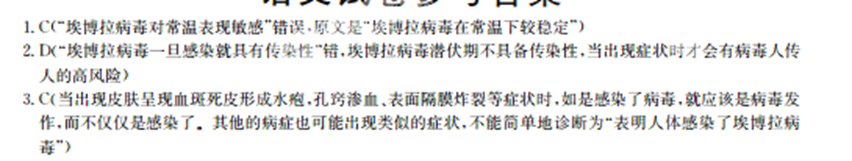 语文试卷参考答案
1. C(“埃博拉病毒对常温表现敏感”错误,原文是“埃博拉病毒在常温下较稳定”)
2. D(“埃博拉病毒一旦感染就具有传染性”错,埃博拉病毒潜伏期不具备传染性,当出现症状时才会有病毒人传
人的高风险)
3. C(当出现皮肤呈现血斑死皮形成水疱,孔窍渗血、表面隔膜炸裂等症状时,如是感染了病毒,就应该是病毒发
作,而不仅仅是感染了。其他的病症也可能出现类似的症状,不能简单地诊断为“表明人体感染了埃博拉病
毒”)